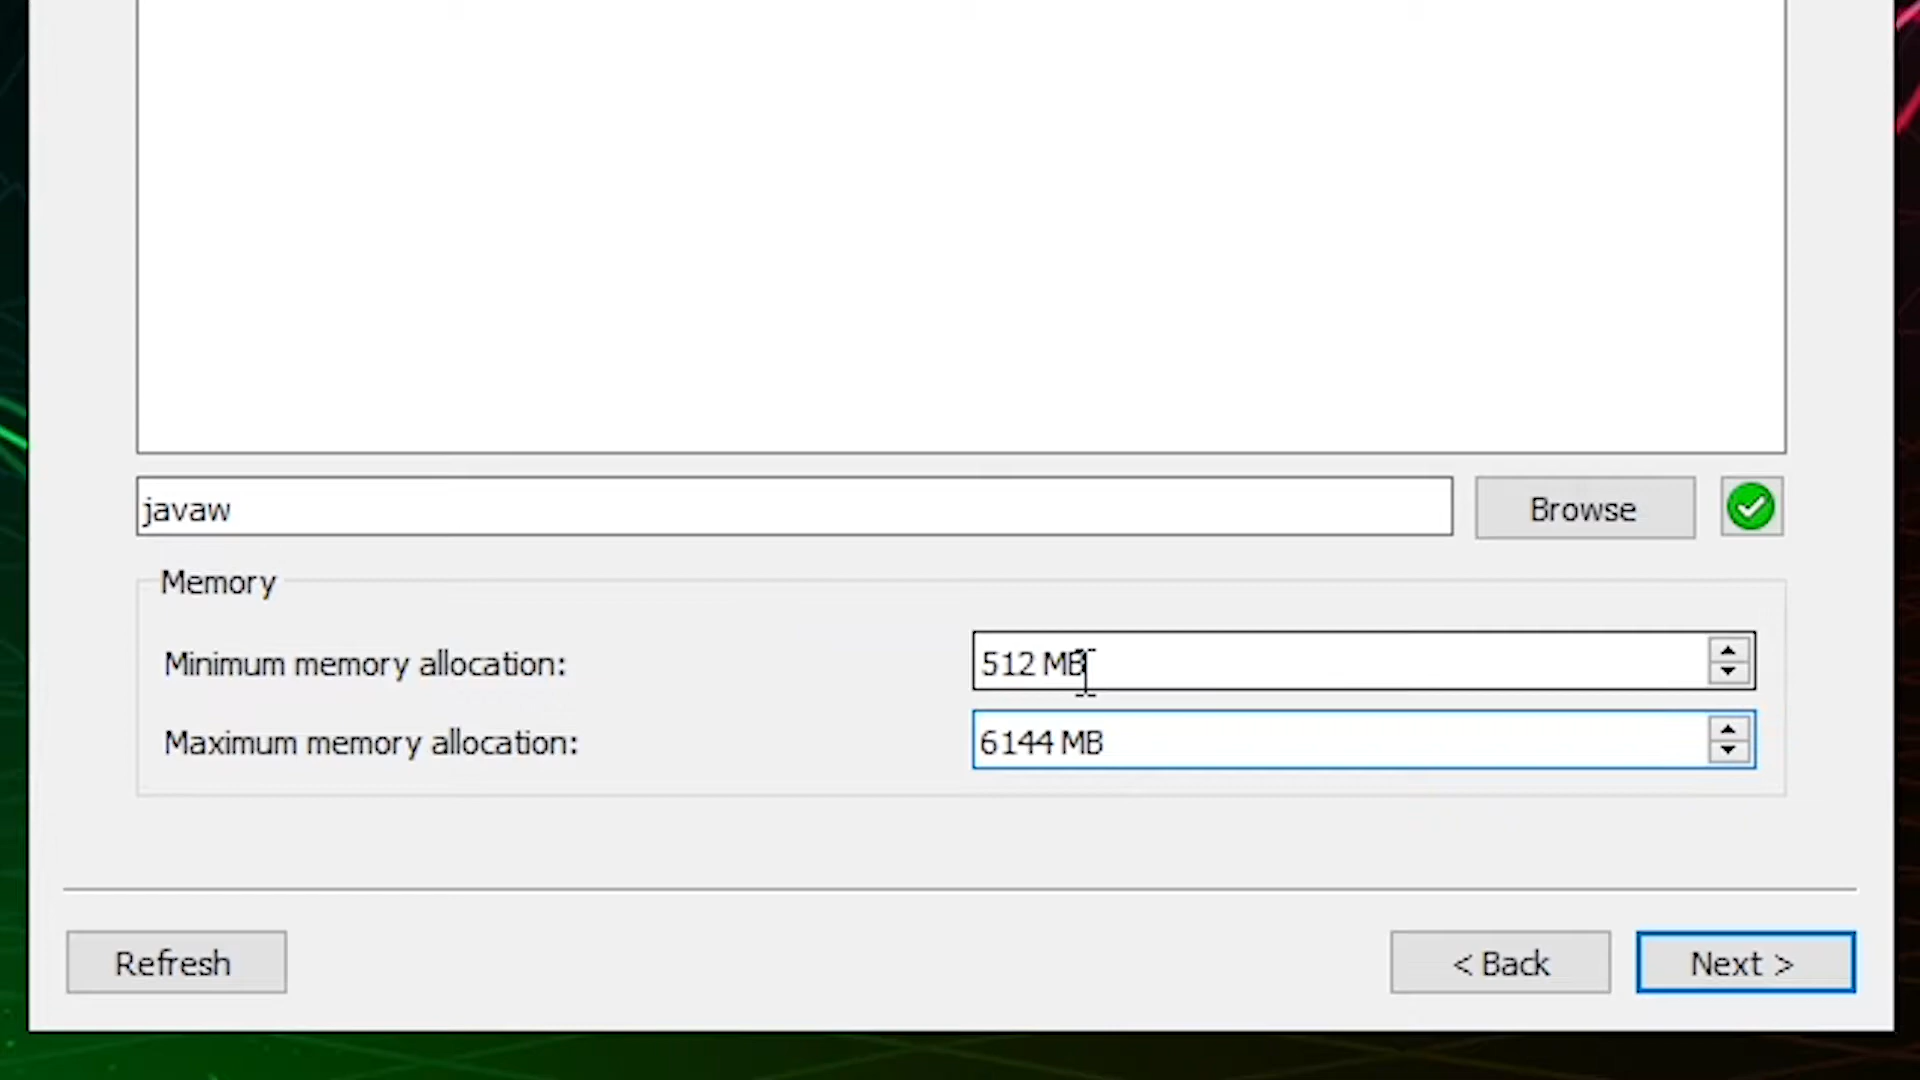 javaw
Browse
Memory
Minimum memory allocation:
512 MB
Maximum memory allocation:
6144 MB
Refresh
< Back
Next >